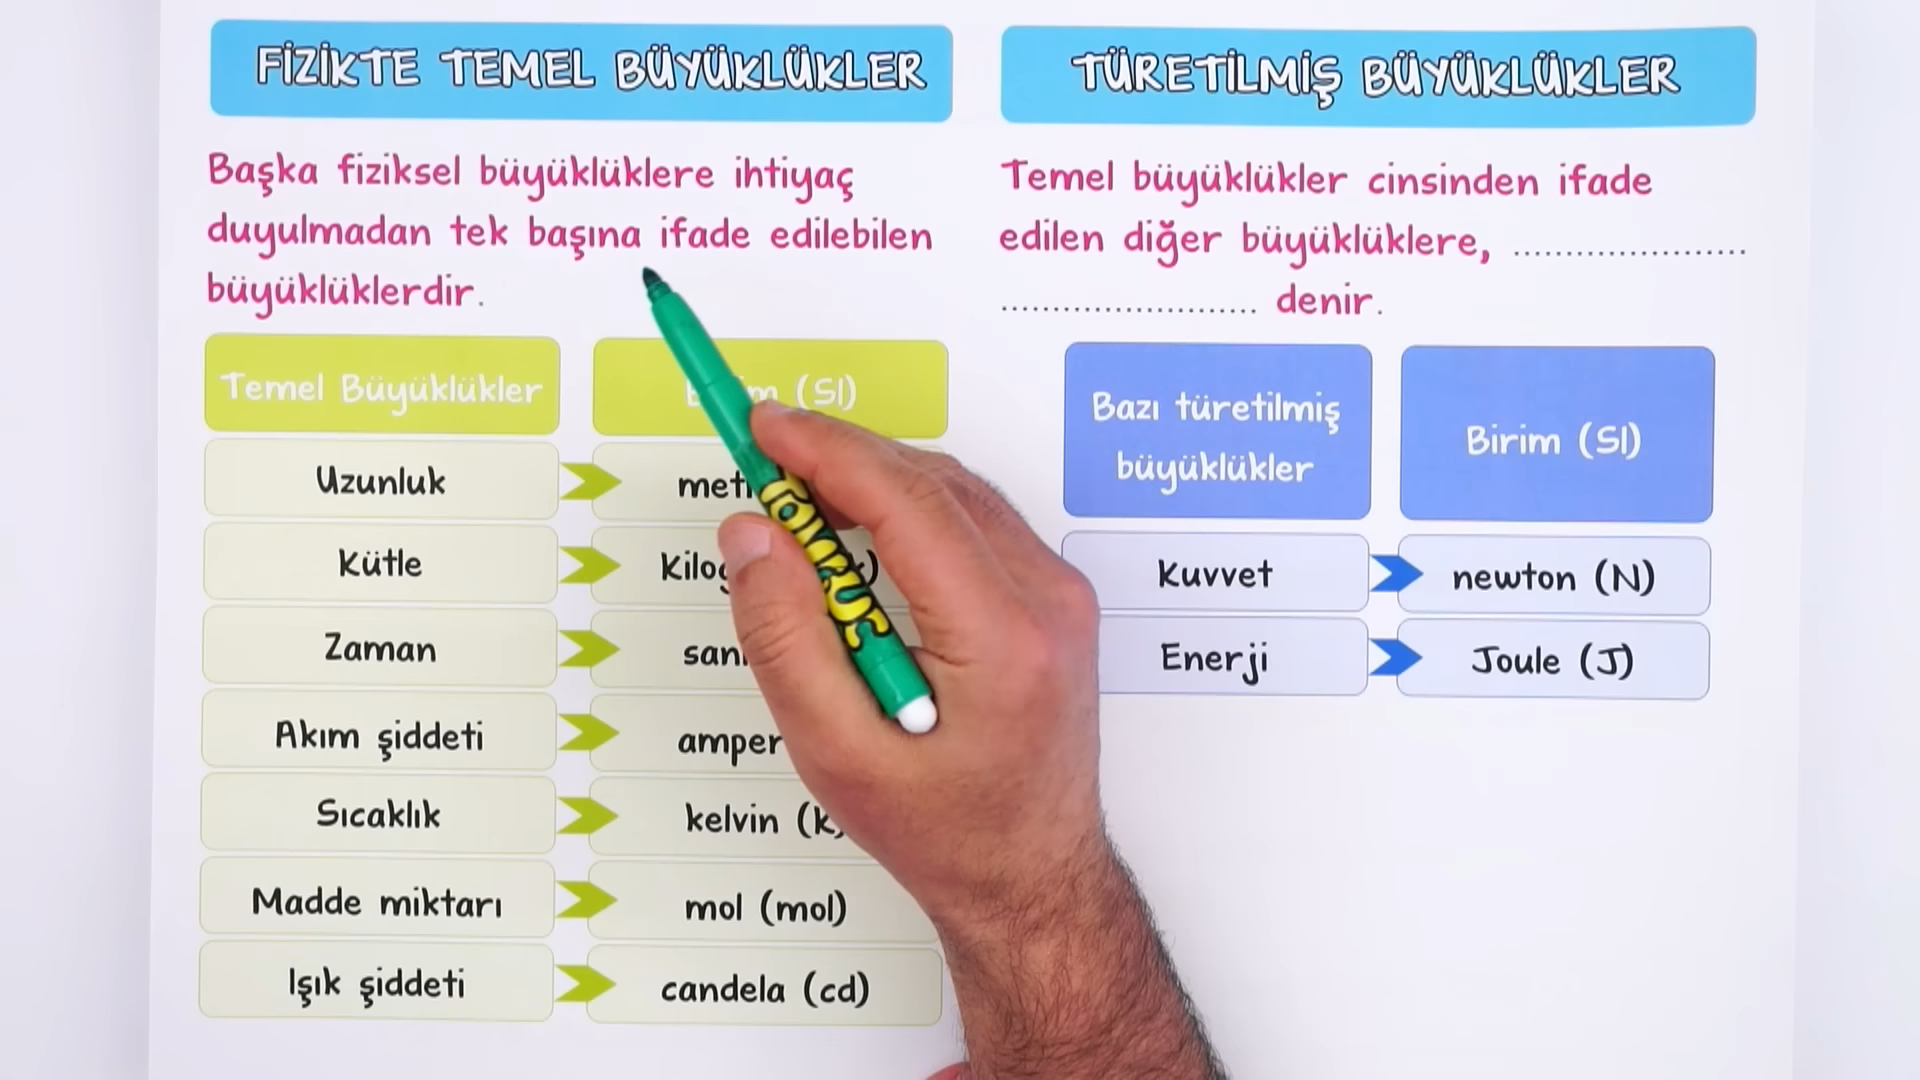 FİZİKTE TEMEL BÜYÜKLÜKLER
Başka fiziksel büyüklüklere ihtiyaç
duyulmadan tek başına ifade edilebilen
büyüklüklerdir.
Temel Büyüklükler
(SI)
Uzunluk
Kütle
Zaman
Akım şiddeti
amper
Sıcaklık
kelvin (k)
Madde miktarı
mol (mol)
Işık şiddeti
candela (cd)
TÜRETİLMİŞ BÜYÜKLÜKLER
Temel büyüklükler cinsinden ifade
edilen diğer büyüklüklere, ......................
........................ denir.
Bazı türetilmiş
büyüklükler
Birim (SI)
Kuvvet
newton (N)
Enerji
Joule (J)